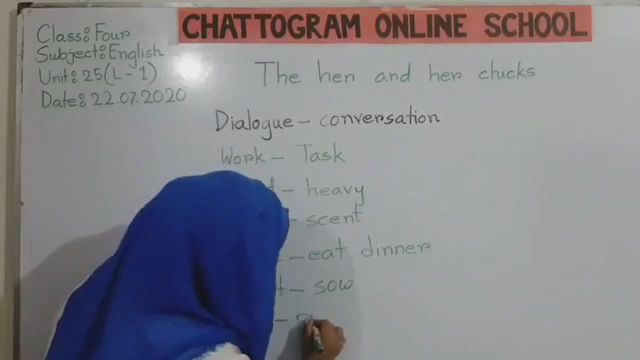 CHATTOGRAM ONLINE SCHOOL
Class: Four
Subject: English
Unit: 25 (L-1)
Date: 22.07.2020
The hen and her chucks
Dialogue - conversation
Work - Task
- heavy
- scent
- eat dinner
- sow
-